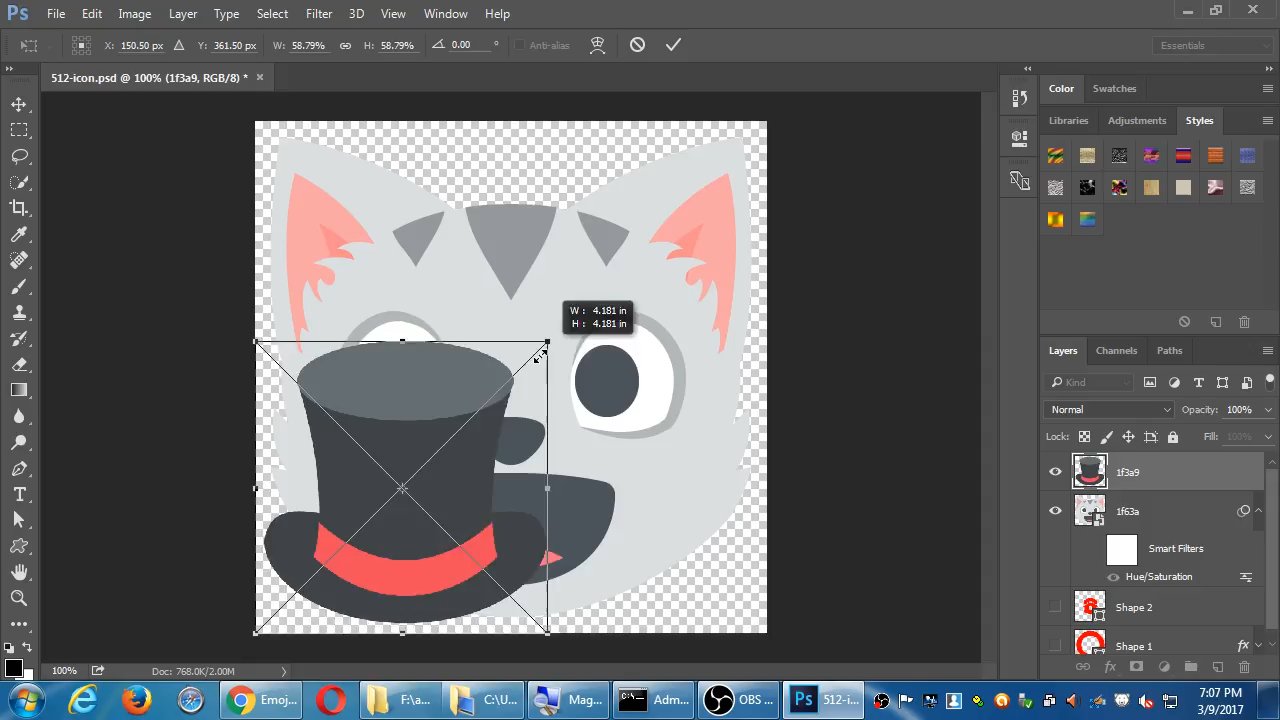 Ps File Edit Image Layer Type Select Filter 3D View Window Help
X: 150.50 px Y: 361.50 px W: 58.79% H: 58.79% 0.00 ° Anti-alias Essentials
512-icon.psd @ 100% (1f3a9, RGB/8) * ×
Color Swatches
Libraries Adjustments Styles
W : 4.181 in
H : 4.181 in
Layers Channels Paths
Kind
Normal Opacity: 100%
Lock: Fill: 100%
1f3a9
1f63a
Smart Filters
Hue/Saturation
Shape 2
Shape 1 fx
100% Doc: 768.0K/2.00M
fx
Emoj... F:\a... C:\U... Mag... Adm... OBS ... Ps 512-i...
7:07 PM
3/9/2017